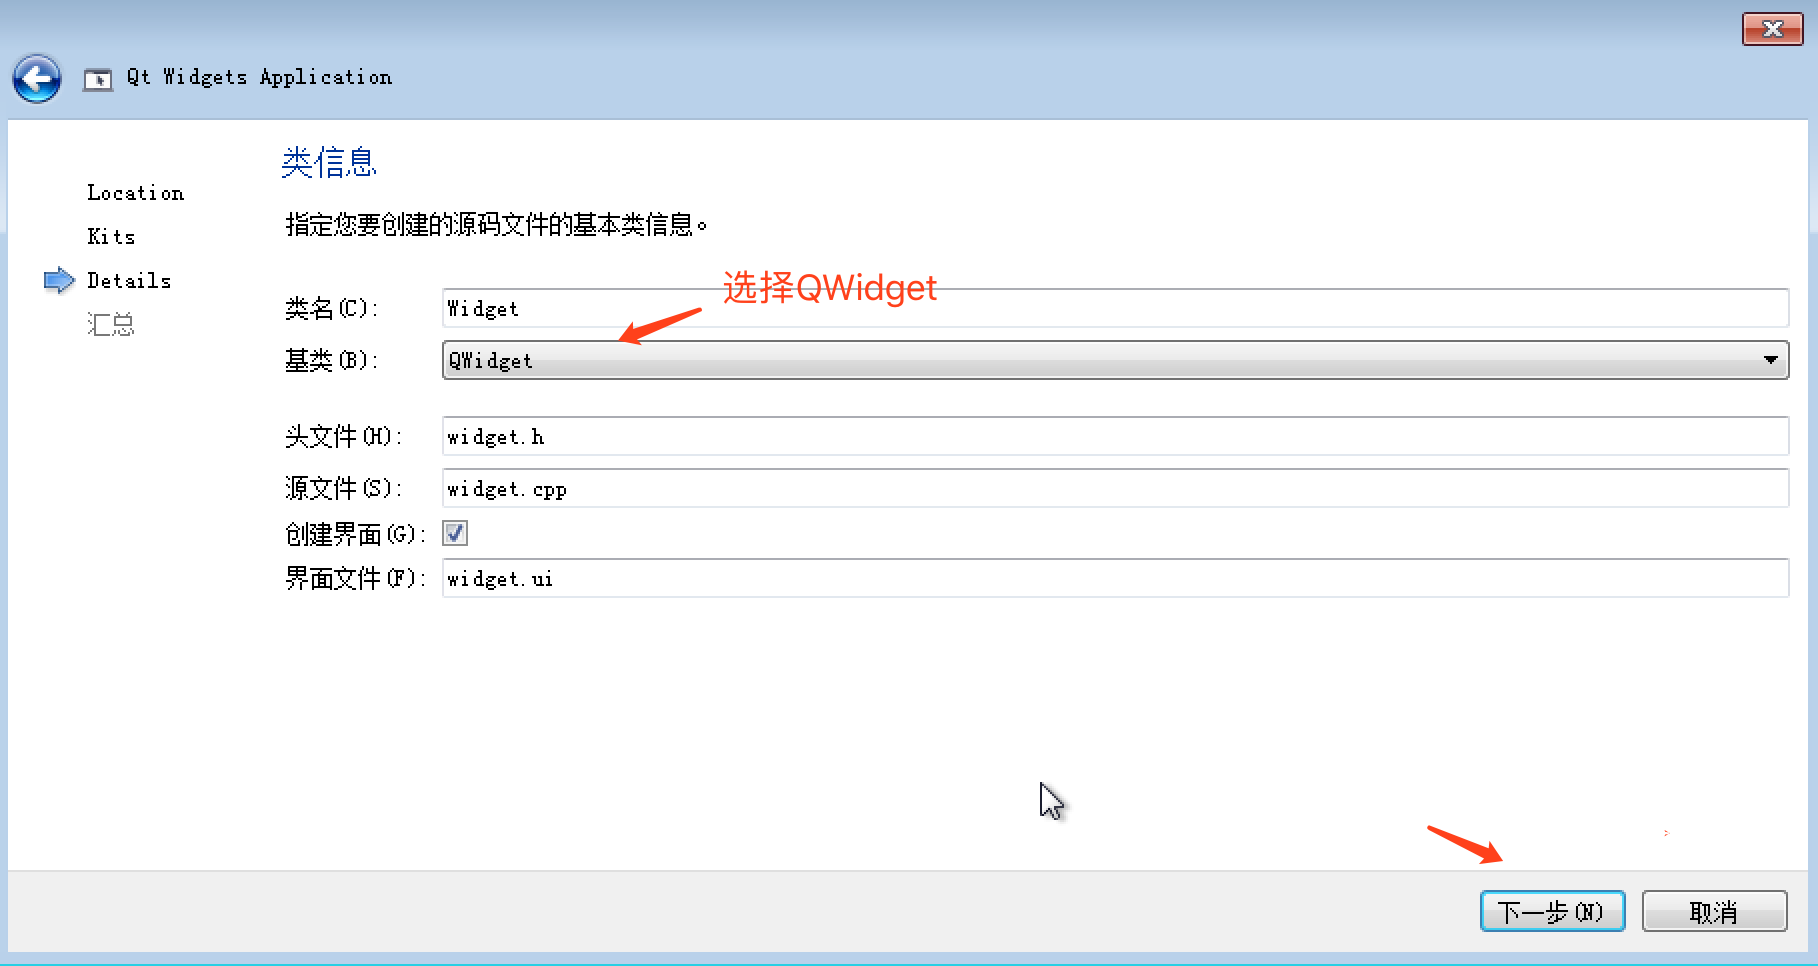 Qt Widgets Application
Location
Kits
Details
汇总
类信息
指定您要创建的源码文件的基本类信息。
选择QWidget
类名(C): Widget
基类(B): QWidget
头文件(H): widget.h
源文件(S): widget.cpp
创建界面(G):
界面文件(F): widget.ui
下一步(N) 取消